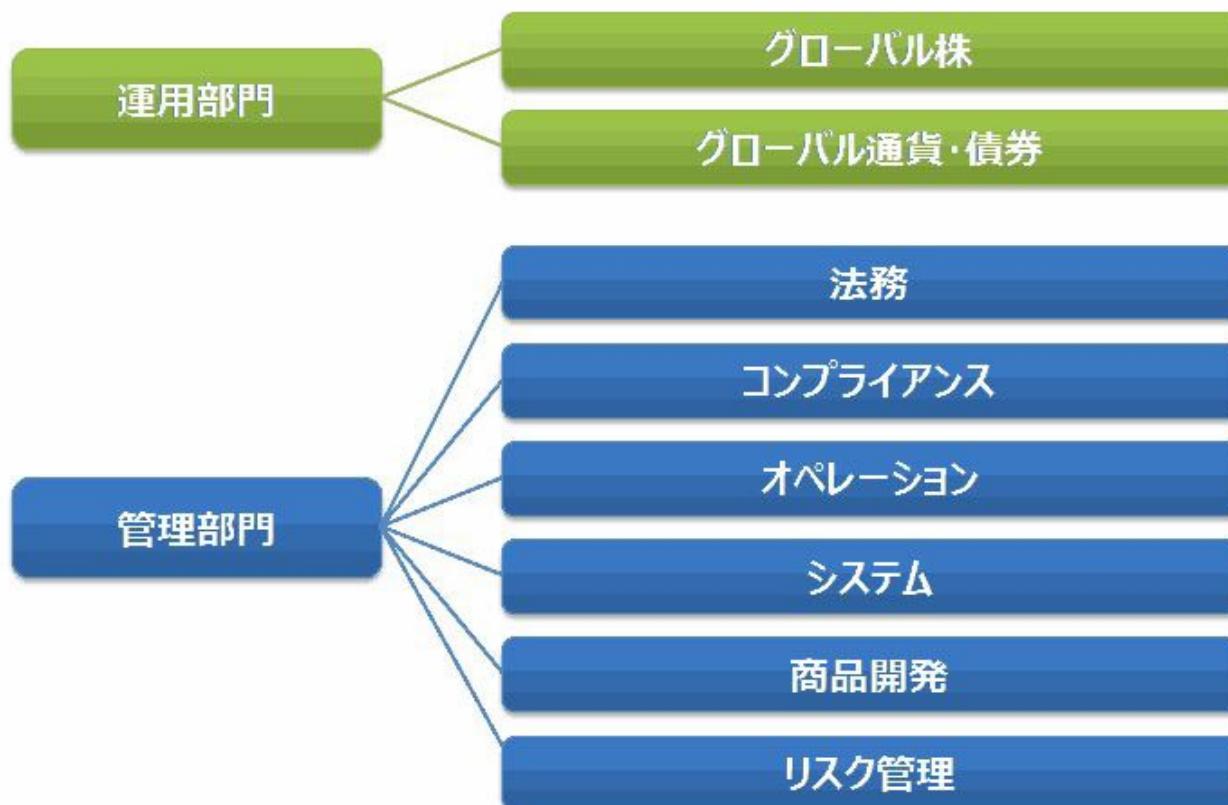 運用部門
グローバル株
グローバル通貨・債券
管理部門
法務
コンプライアンス
オペレーション
システム
商品開発
リスク管理